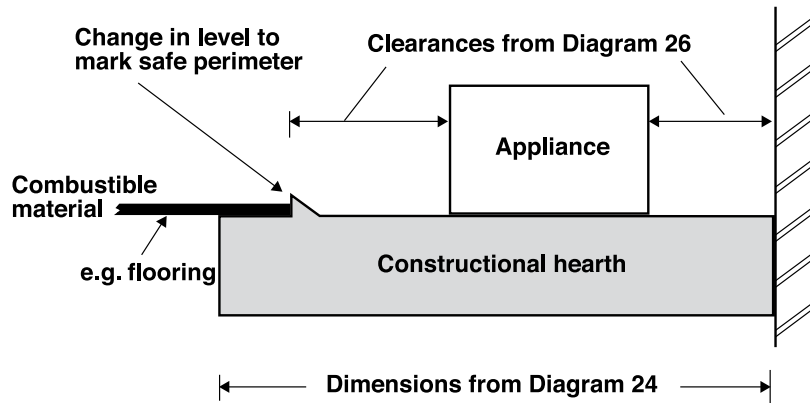 Change in level to
mark safe perimeter
Clearances from Diagram 26
Appliance
Combustible
material
e.g. flooring
Constructional hearth
Dimensions from Diagram 24